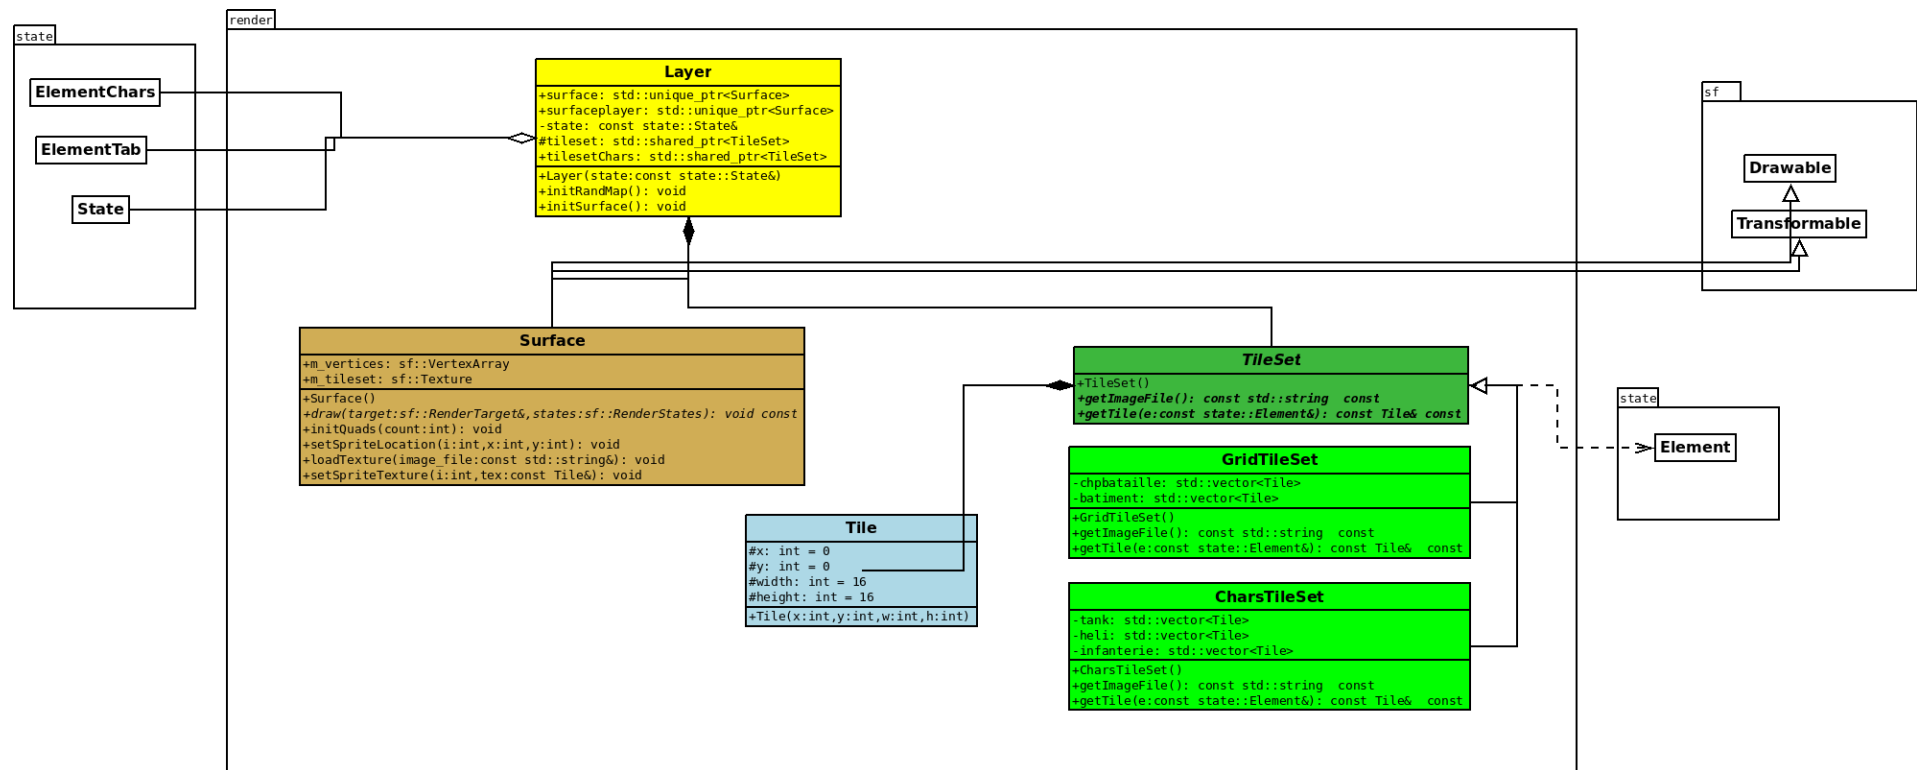 state
ElementChars
ElementTab
State
render
Layer
+surface: std::unique_ptr<Surface>
+surfaceplayer: std::unique_ptr<Surface>
-state: const state::State&
#tileset: std::shared_ptr<TileSet>
+tilesetChars: std::shared_ptr<TileSet>
+Layer(state:const state::State&)
+initRandMap(): void
+initSurface(): void
sf
Drawable
Transformable
Surface
+m_vertices: sf::VertexArray
+m_tileset: sf::Texture
+Surface()
+draw(target:sf::RenderTarget&,states:sf::RenderStates): void const
+initQuads(count:int): void
+setSpriteLocation(i:int,x:int,y:int): void
+loadTexture(image_file:const std::string&): void
+setSpriteTexture(i:int,tex:const Tile&): void
TileSet
+TileSet()
+getImageFile(): const std::string  const
+getTile(e:const state::Element&): const Tile& const
state
Element
GridTileSet
-chpbataille: std::vector<Tile>
-batiment: std::vector<Tile>
+GridTileSet()
+getImageFile(): const std::string  const
+getTile(e:const state::Element&): const Tile&  const
Tile
#x: int = 0
#y: int = 0
#width: int = 16
#height: int = 16
+Tile(x:int,y:int,w:int,h:int)
CharsTileSet
-tank: std::vector<Tile>
-heli: std::vector<Tile>
-infanterie: std::vector<Tile>
+CharsTileSet()
+getImageFile(): const std::string  const
+getTile(e:const state::Element&): const Tile&  const